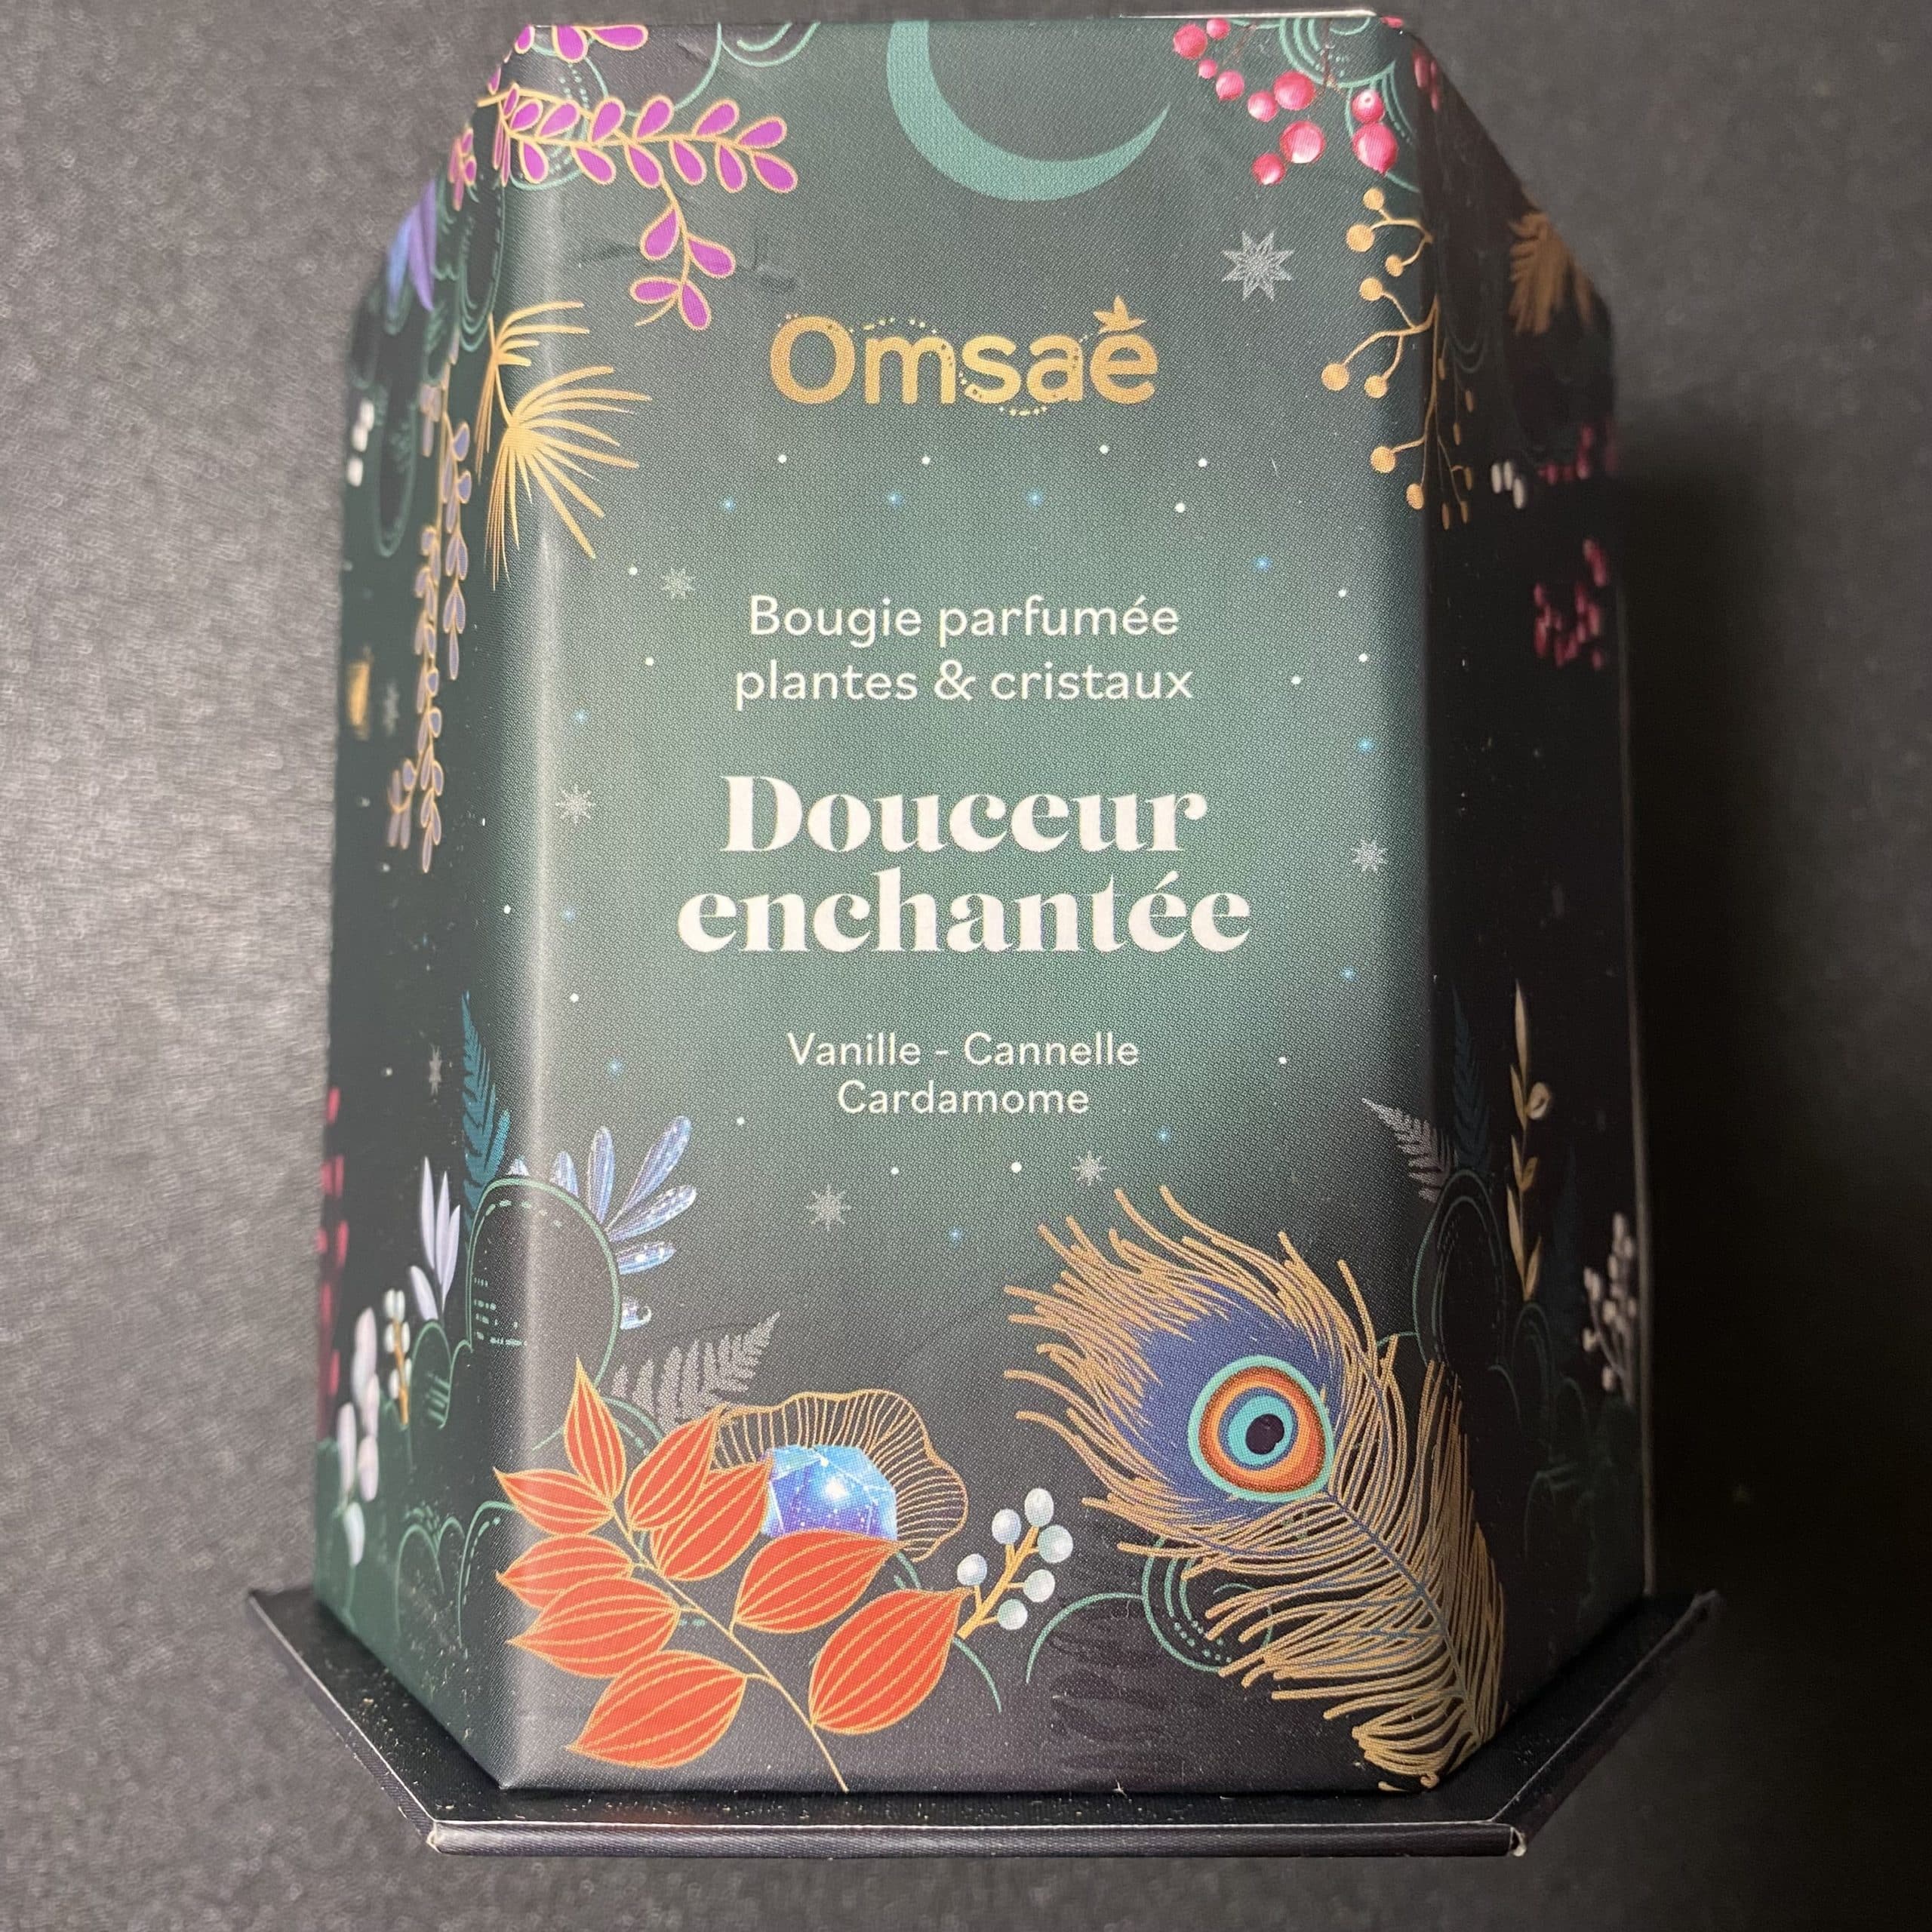 Omsaé
Bougie parfumée
plantes & cristaux
Douceur
enchantée
Vanille - Cannelle
Cardamome